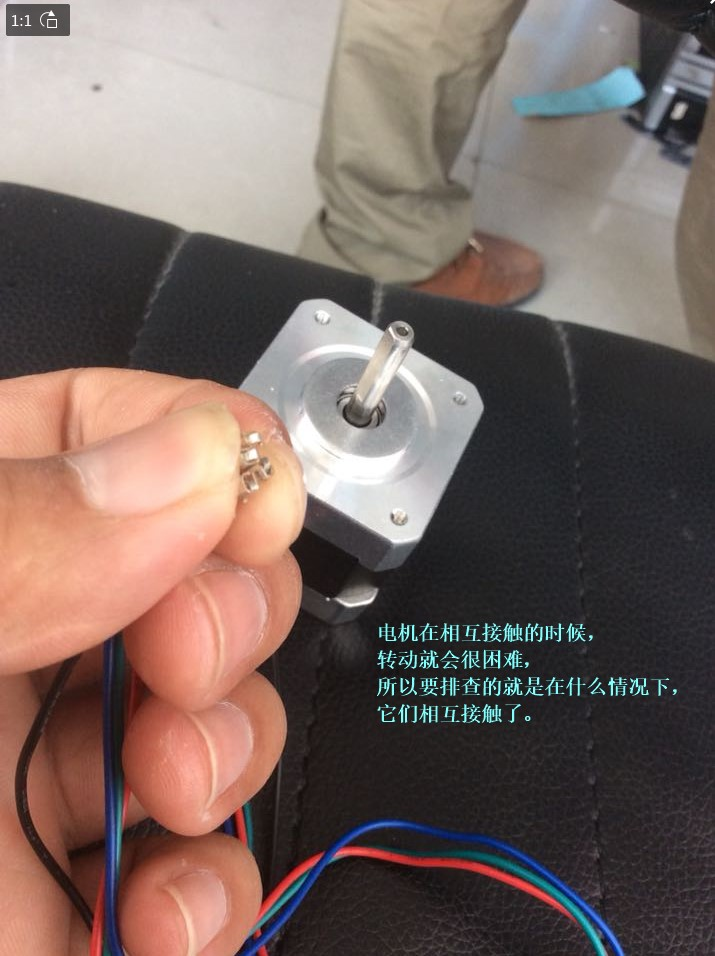 1:1
电机在相互接触的时候，
转动就会很困难，
所以要排查的就是在什么情况下，
它们相互接触了。